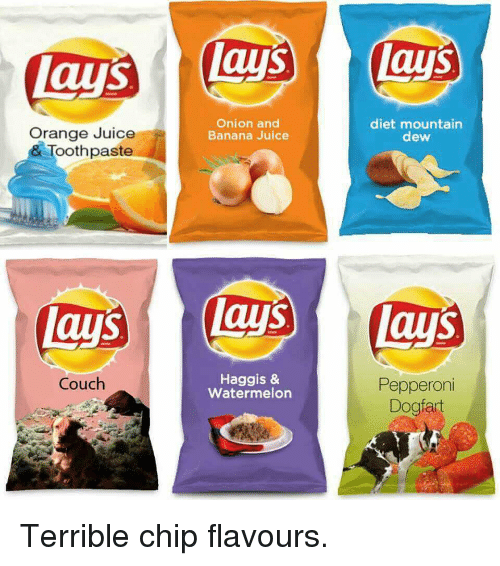 Lay's
Lay's
Lay's
Orange Juice
& Toothpaste
Onion and
Banana Juice
diet mountain
dew
Lay's
Lay's
Lay's
Couch
Haggis &
Watermelon
Pepperoni
Dogfart
Terrible chip flavours.